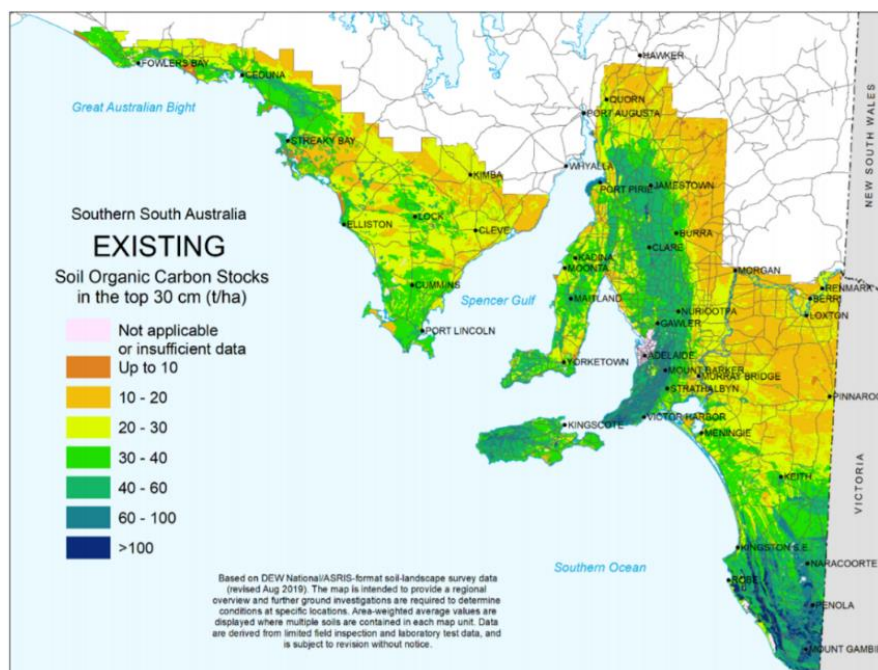 HAWKER
FOWLERS BAY
CEDUNA
QUORN
PORT AUGUSTA
Great Australian Bight
STREAKY BAY
WHYALLA
KIMBA
PORT PIRIE
JAMESTOWN
NEW SOUTH WALES
Southern South Australia
EXISTING
Soil Organic Carbon Stocks
in the top 30 cm (t/ha)
Not applicable
or insufficient data
Up to 10
10 - 20
20 - 30
30 - 40
40 - 60
60 - 100
>100
ELLISTON
LOCK
CLEVE
BURRA
CLARE
KADINA
MOONTA
MORGAN
RENMARK
BERRI
LOXTON
CUMMINS
Spencer Gulf
MAITLAND
NURIOOTPA
GAWLER
PORT LINCOLN
YORKETOWN
ADELAIDE
MOUNT BARKER
MURRAY BRIDGE
STRATHALBYN
PINNAROO
KINGSCOTE
VICTOR HARBOR
MENINGIE
KEITH
VICTORIA
Southern Ocean
KINGSTON S.E.
NARACOORTE
ROBE
PENOLA
MOUNT GAMBI
Based on DEW National/ASRIS-format soil-landscape survey data
(revised Aug 2019). The map is intended to provide a regional
overview and further ground investigations are required to determine
conditions at specific locations. Area-weighted average values are
displayed where multiple soils are contained in each map unit. Data
are derived from limited field inspection and laboratory test data, and
is subject to revision without notice.